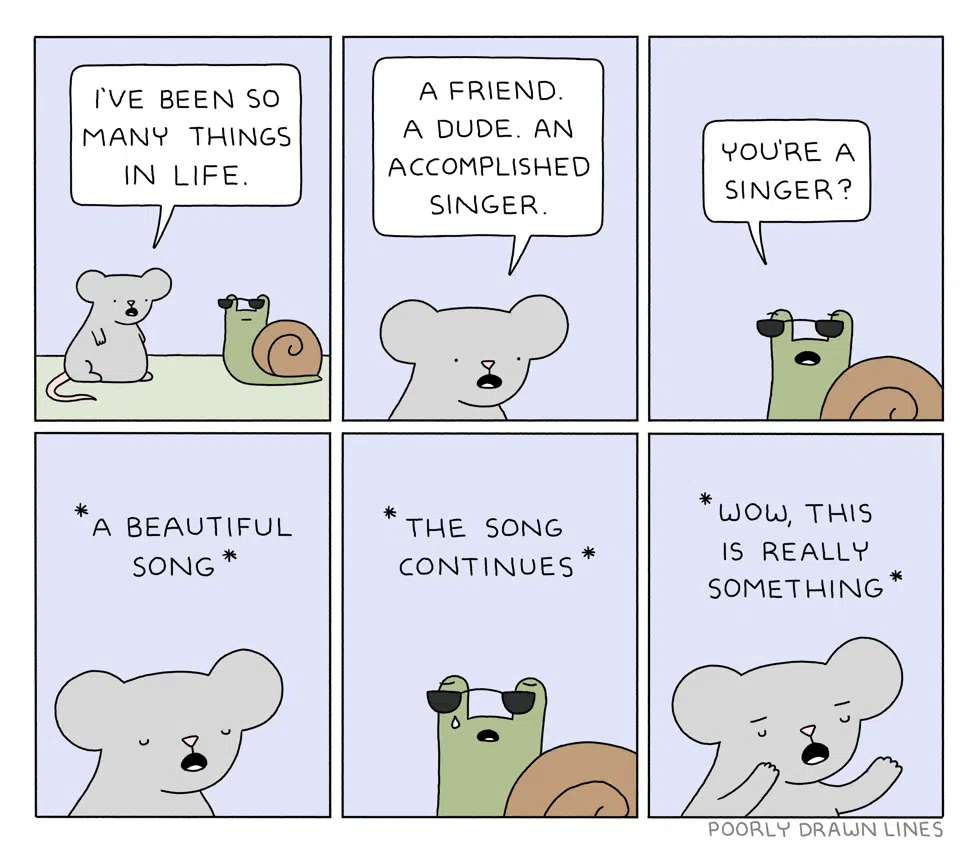 I'VE BEEN SO
MANY THINGS
IN LIFE.
A FRIEND.
A DUDE. AN
ACCOMPLISHED
SINGER.
YOU'RE A
SINGER?
*A BEAUTIFUL
SONG*
*THE SONG
CONTINUES*
*WOW, THIS
IS REALLY
SOMETHING*
POORLY DRAWN LINES